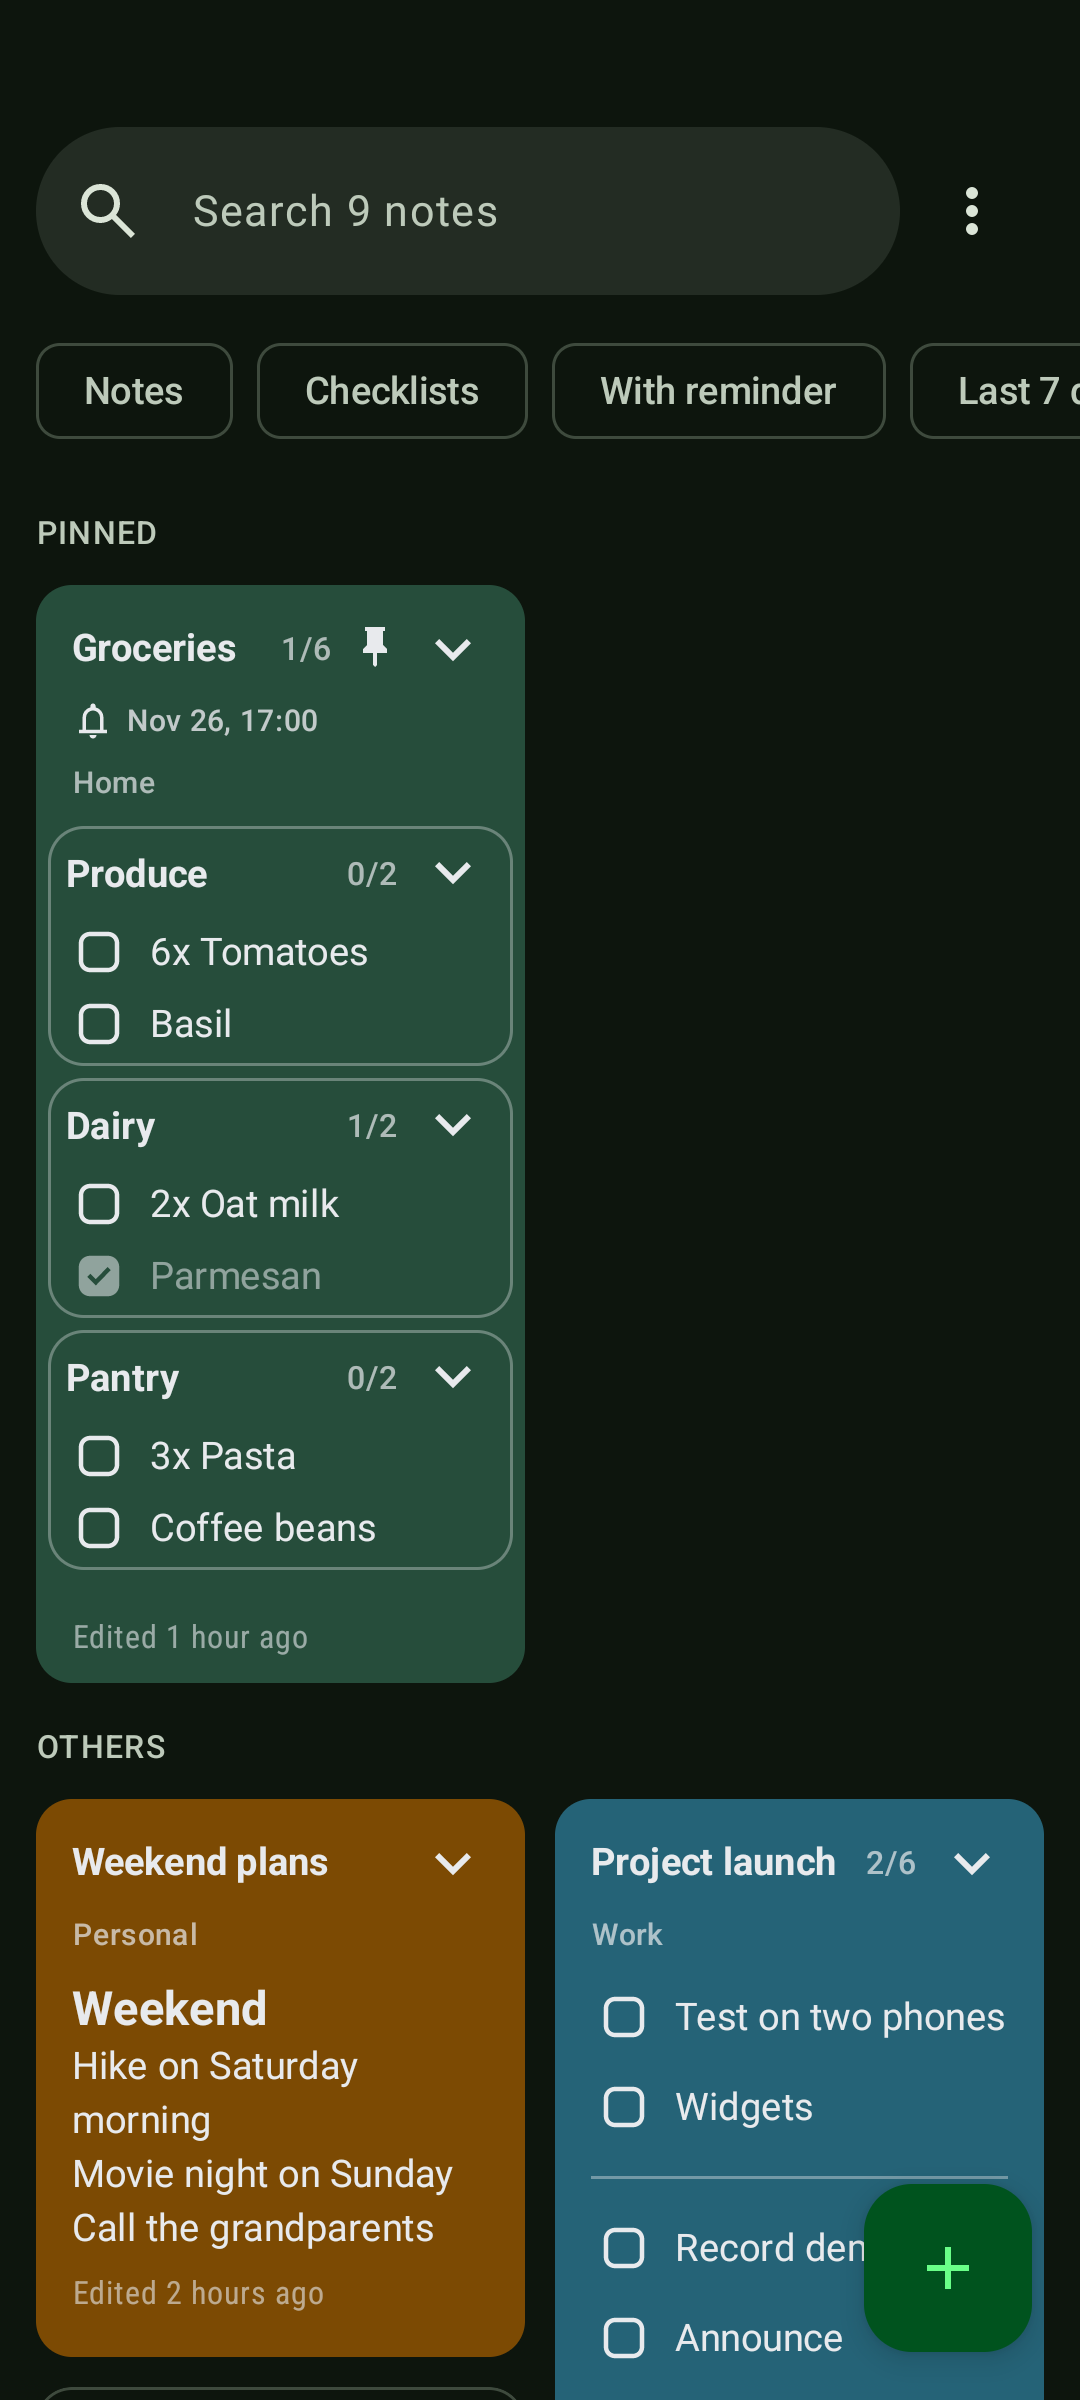 Search 9 notes
Notes
Checklists
With reminder
Last 7
PINNED
Groceries 1/6
Nov 26, 17:00
Home
Produce 0/2
6x Tomatoes
Basil
Dairy 1/2
2x Oat milk
Parmesan
Pantry 0/2
3x Pasta
Coffee beans
Edited 1 hour ago
OTHERS
Weekend plans
Personal
Weekend
Hike on Saturday
morning
Movie night on Sunday
Call the grandparents
Edited 2 hours ago
Project launch 2/6
Work
Test on two phones
Widgets
Record
Announce